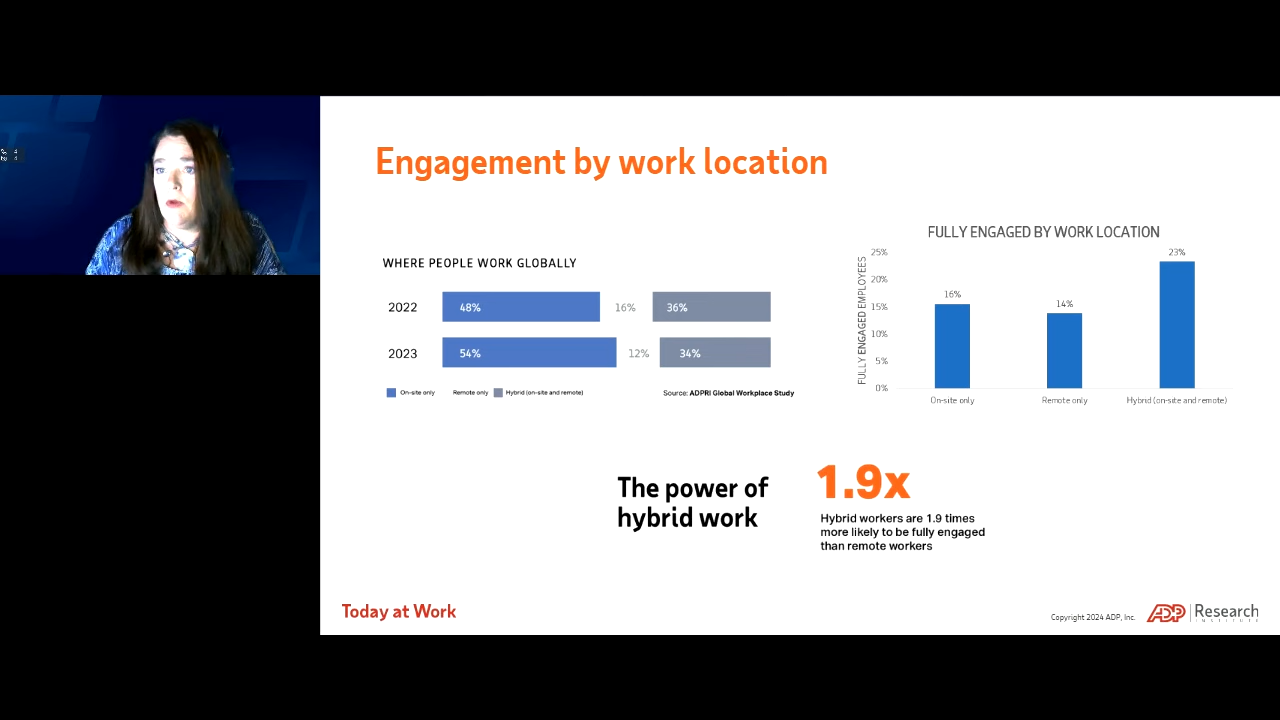 Engagement by work location
WHERE PEOPLE WORK GLOBALLY
2022 48% 16% 36%
2023 54% 12% 34%
On-site only Remote only Hybrid (on-site and remote)
Source: ADPRI Global Workplace Study
FULLY ENGAGED BY WORK LOCATION
FULLY ENGAGED EMPLOYEES
25%
20%
15%
10%
5%
0%
16% 14% 23%
On-site only Remote only Hybrid (on-site and remote)
The power of
hybrid work
1.9x
Hybrid workers are 1.9 times
more likely to be fully engaged
than remote workers
Today at Work
Copyright 2024 ADP, Inc.
ADP Research
INSTITUTE